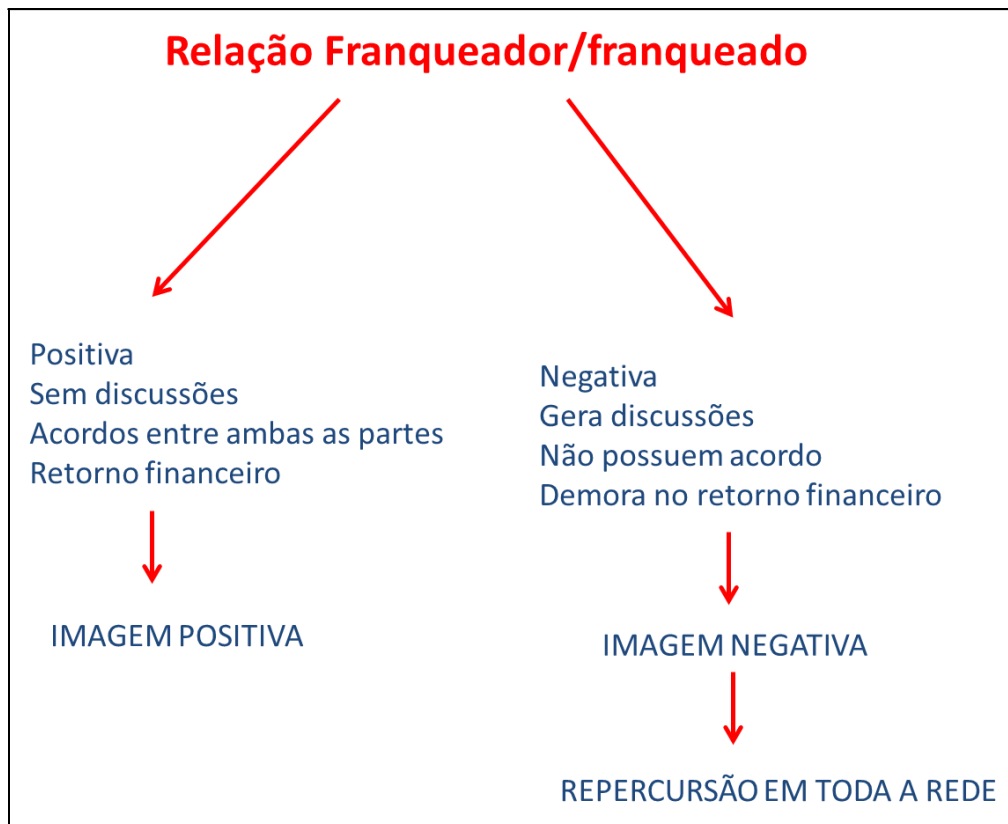 Relação Franqueador/franqueado
Positiva
Sem discussões
Acordos entre ambas as partes
Retorno financeiro
IMAGEM POSITIVA
Negativa
Gera discussões
Não possuem acordo
Demora no retorno financeiro
IMAGEM NEGATIVA
REPERCURSÃO EM TODA A REDE